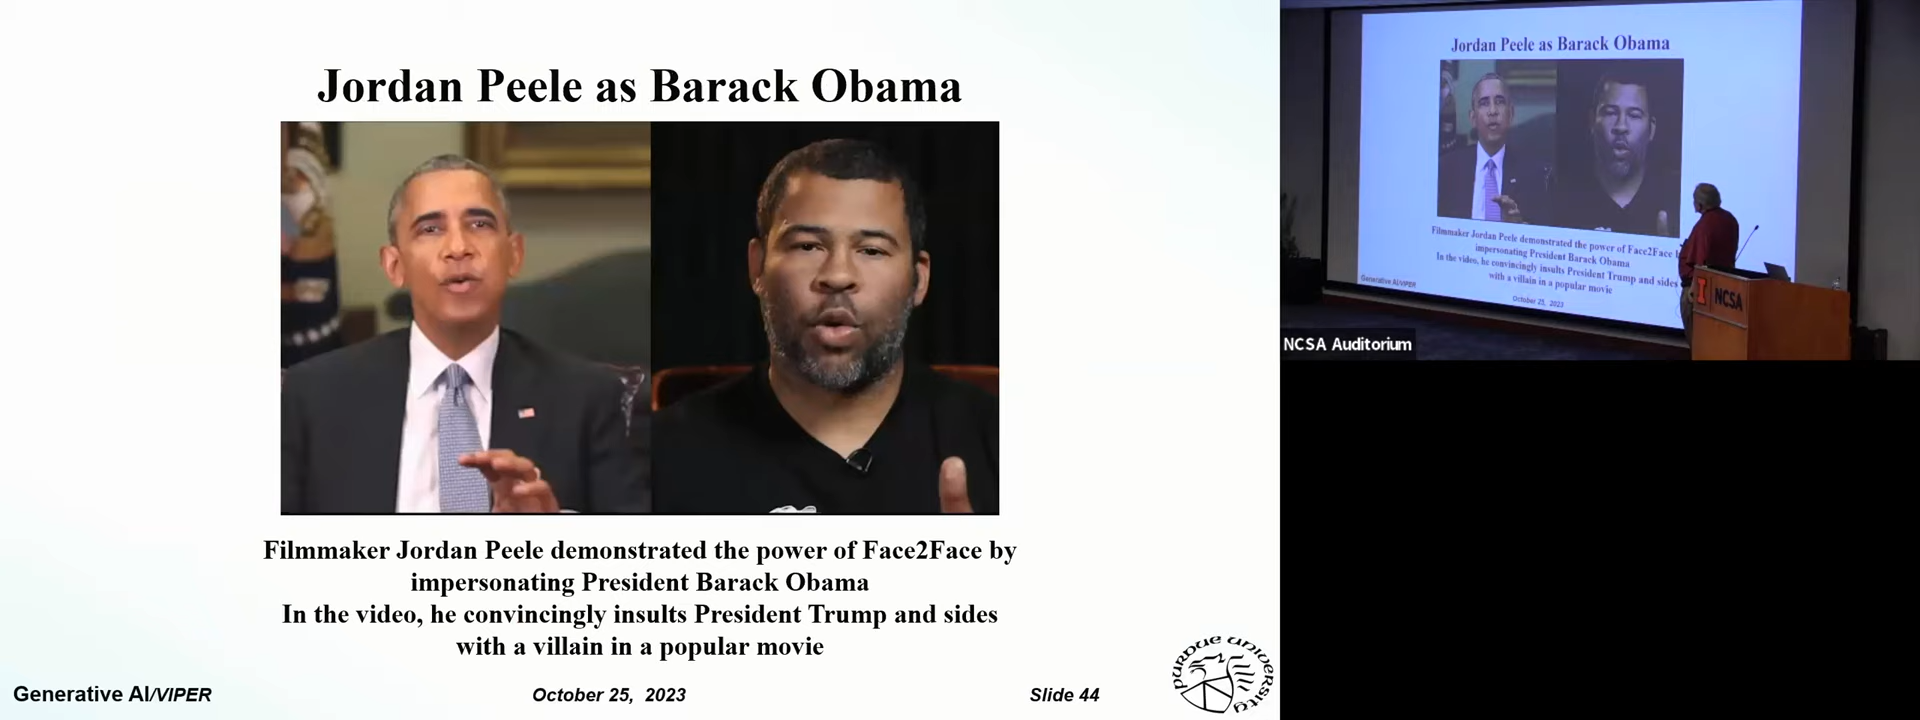 Jordan Peele as Barack Obama
Filmmaker Jordan Peele demonstrated the power of Face2Face by
impersonating President Barack Obama
In the video, he convincingly insults President Trump and sides
with a villain in a popular movie
Generative AI/VIPER
October 25, 2023
Slide 44
PURDUE UNIVERSITY
Jordan Peele as Barack Obama
Filmmaker Jordan Peele demonstrated the power of Face2Face
impersonating President Barack Obama
In the video, he convincingly insults President Trump and sides
with a villain in a popular movie
Generative AI/VIPER
October 25, 2023
I NCSA
NCSA Auditorium